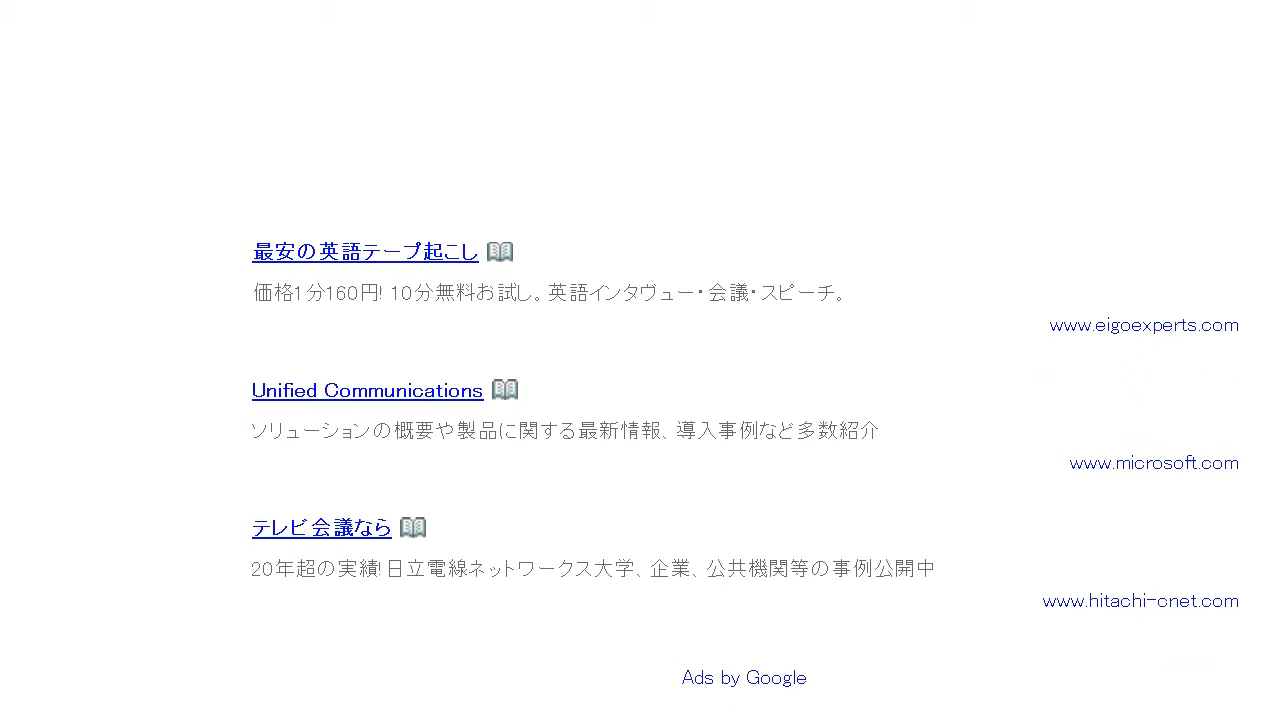 最安の英語テープ起こし
価格1分160円! 10分無料お試し。英語インタヴュー・会議・スピーチ。
www.eigoexperts.com
Unified Communications
ソリューションの概要や製品に関する最新情報、導入事例など多数紹介
www.microsoft.com
テレビ会議なら
20年超の実績!日立電線ネットワークス大学、企業、公共機関等の事例公開中
www.hitachi-cnet.com
Ads by Google